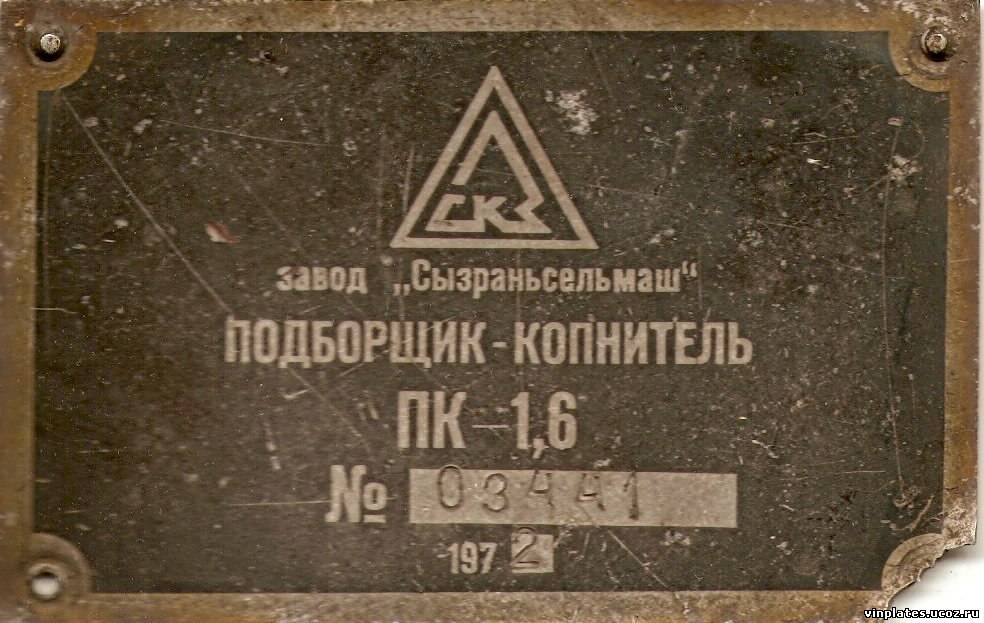 СКЗ
завод „Сызраньсельмаш“
ПОДБОРЩИК-КОПНИТЕЛЬ
ПК-1,6
№ 03441
1972
vinplates.ucoz.ru